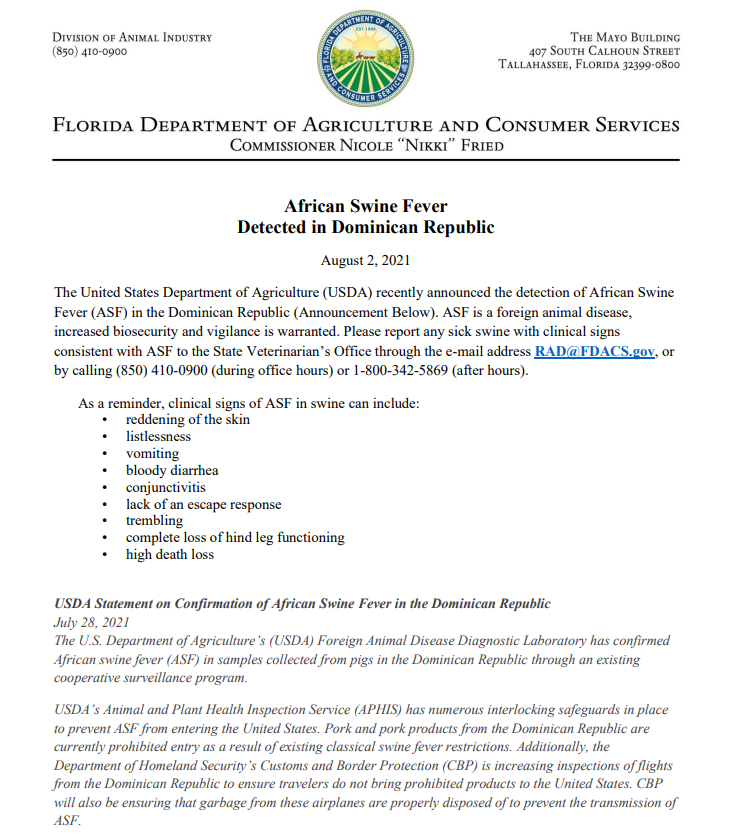 DIVISION OF ANIMAL INDUSTRY
(850) 410-0900
FLORIDA DEPARTMENT OF AGRICULTURE
AND CONSUMER SERVICES
EST. 1868
THE MAYO BUILDING
407 SOUTH CALHOUN STREET
TALLAHASSEE, FLORIDA 32399-0800
FLORIDA DEPARTMENT OF AGRICULTURE AND CONSUMER SERVICES
COMMISSIONER NICOLE “NIKKI” FRIED
African Swine Fever
Detected in Dominican Republic
August 2, 2021
The United States Department of Agriculture (USDA) recently announced the detection of African Swine
Fever (ASF) in the Dominican Republic (Announcement Below). ASF is a foreign animal disease,
increased biosecurity and vigilance is warranted. Please report any sick swine with clinical signs
consistent with ASF to the State Veterinarian’s Office through the e-mail address RAD@FDACS.gov, or
by calling (850) 410-0900 (during office hours) or 1-800-342-5869 (after hours).
As a reminder, clinical signs of ASF in swine can include:
• reddening of the skin
• listlessness
• vomiting
• bloody diarrhea
• conjunctivitis
• lack of an escape response
• trembling
• complete loss of hind leg functioning
• high death loss
USDA Statement on Confirmation of African Swine Fever in the Dominican Republic
July 28, 2021
The U.S. Department of Agriculture’s (USDA) Foreign Animal Disease Diagnostic Laboratory has confirmed
African swine fever (ASF) in samples collected from pigs in the Dominican Republic through an existing
cooperative surveillance program.
USDA’s Animal and Plant Health Inspection Service (APHIS) has numerous interlocking safeguards in place
to prevent ASF from entering the United States. Pork and pork products from the Dominican Republic are
currently prohibited entry as a result of existing classical swine fever restrictions. Additionally, the
Department of Homeland Security’s Customs and Border Protection (CBP) is increasing inspections of flights
from the Dominican Republic to ensure travelers do not bring prohibited products to the United States. CBP
will also be ensuring that garbage from these airplanes are properly disposed of to prevent the transmission of
ASF.